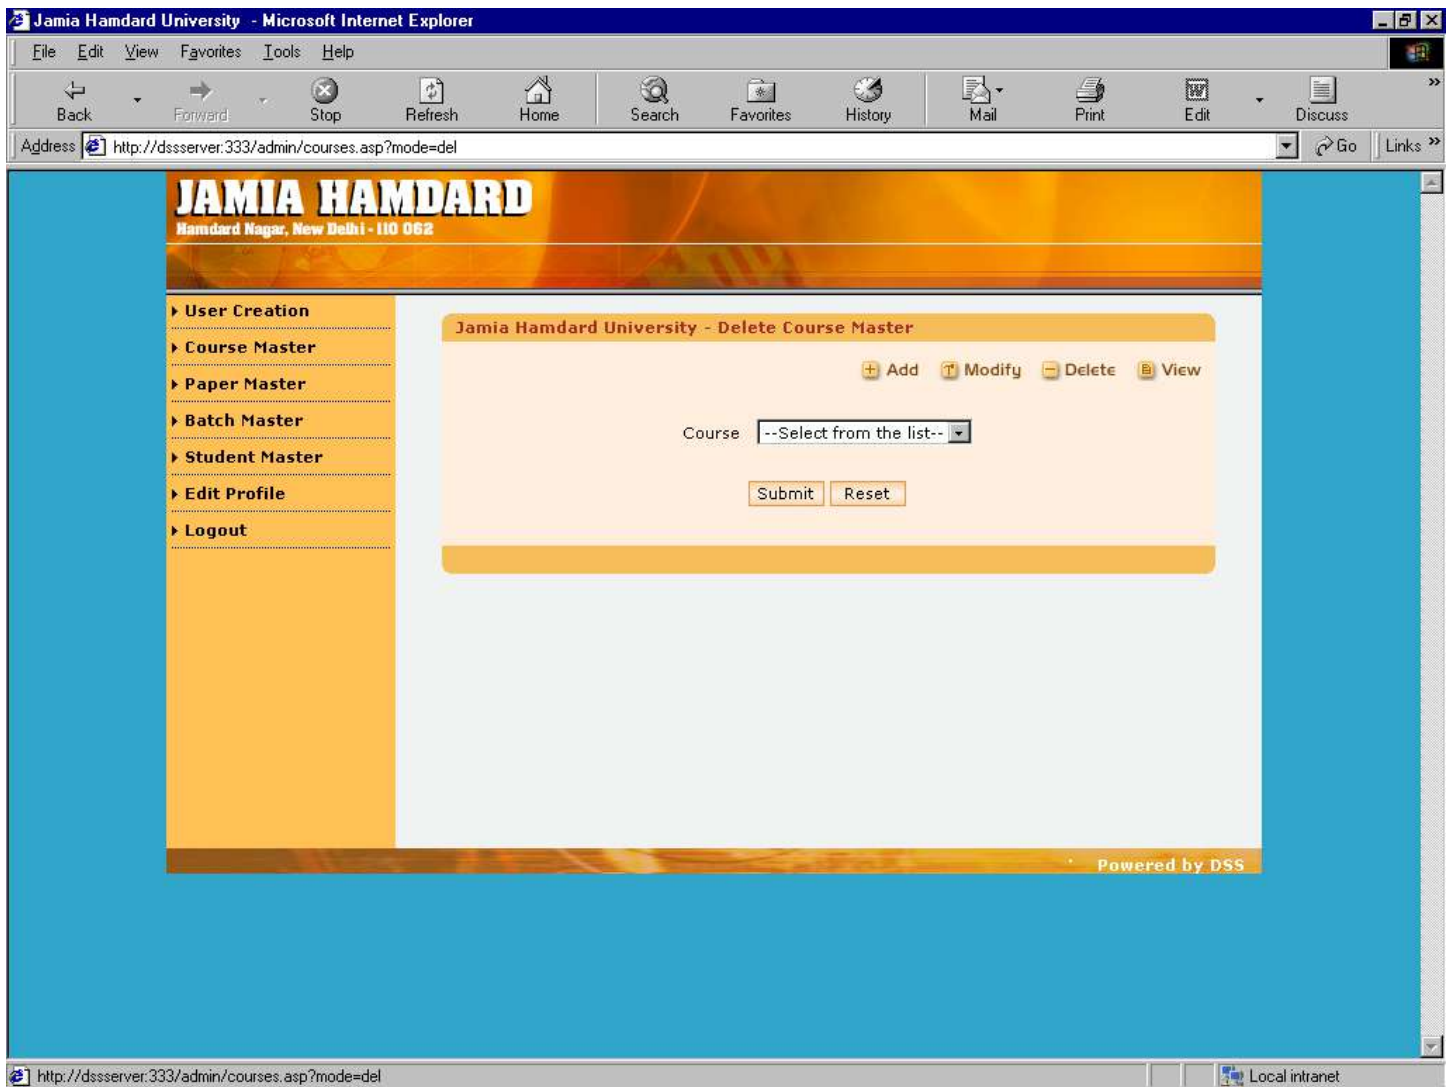 Jamia Hamdard University - Microsoft Internet Explorer
File Edit View Favorites Tools Help
Back Forward Stop Refresh Home Search Favorites History Mail Print Edit Discuss »
Address http://dssserver:333/admin/courses.asp?mode=del Go Links »
JAMIA HAMDARD
Hamdard Nagar, New Delhi - 110 062
User Creation
Course Master
Paper Master
Batch Master
Student Master
Edit Profile
Logout
Jamia Hamdard University - Delete Course Master
Add Modify Delete View
Course --Select from the list--
Submit Reset
Powered by DSS
http://dssserver:333/admin/courses.asp?mode=del Local intranet